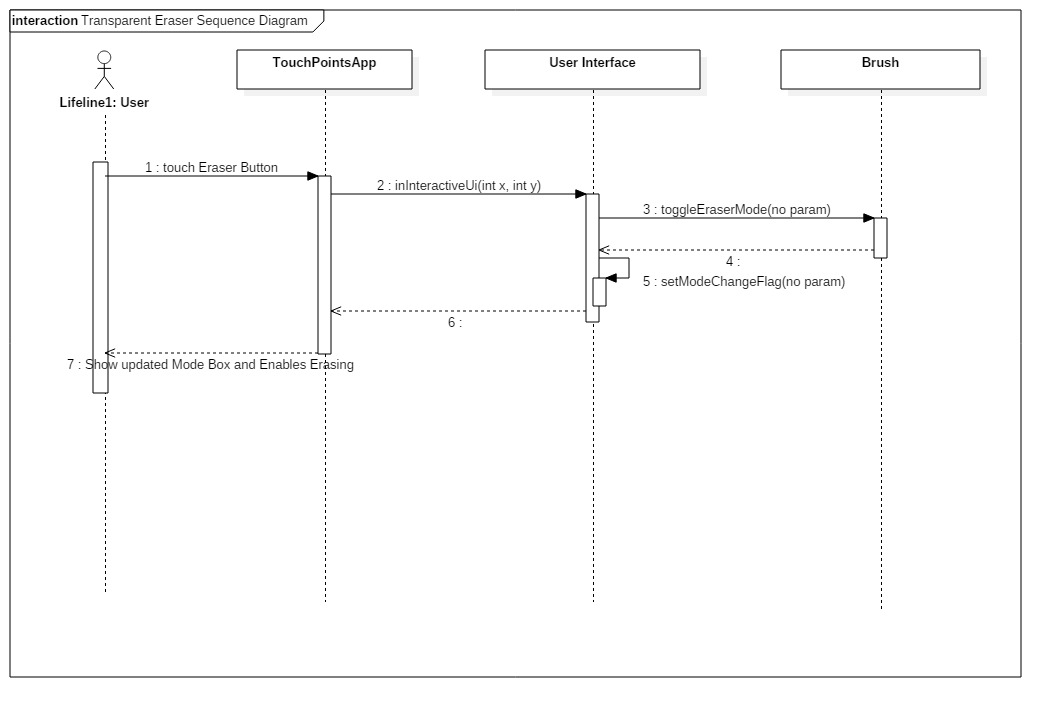 interaction Transparent Eraser Sequence Diagram
TouchPointsApp
User Interface
Brush
Lifeline1: User
1 : touch Eraser Button
2 : inInteractiveUi(int x, int y)
3 : toggleEraserMode(no param)
4 :
5 : setModeChangeFlag(no param)
6 :
7 : Show updated Mode Box and Enables Erasing